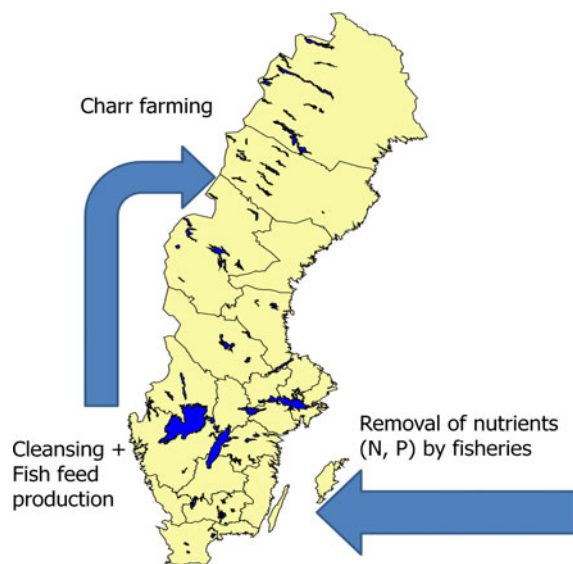 Charr farming
Removal of nutrients
(N, P) by fisheries
Cleansing +
Fish feed
production